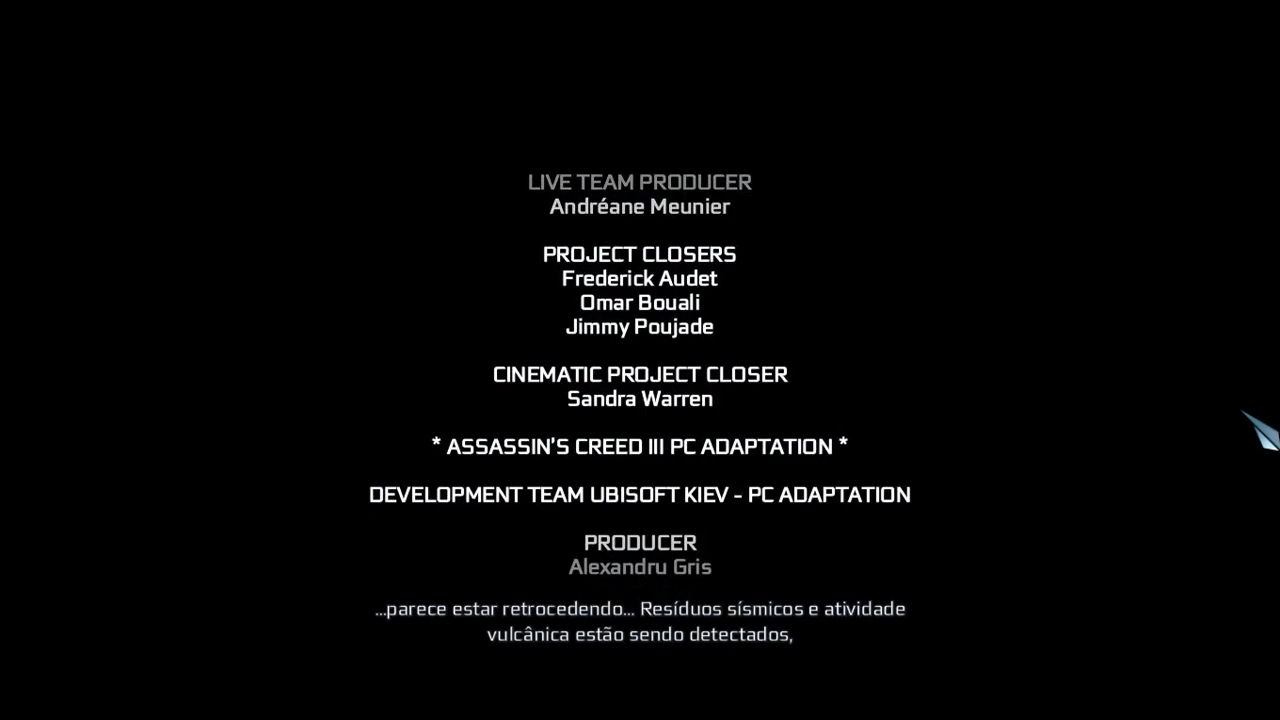 LIVE TEAM PRODUCER
Andréane Meunier
PROJECT CLOSERS
Frederick Audet
Omar Bouali
Jimmy Poujade
CINEMATIC PROJECT CLOSER
Sandra Warren
* ASSASSIN'S CREED III PC ADAPTATION *
DEVELOPMENT TEAM UBISOFT KIEV - PC ADAPTATION
PRODUCER
Alexandru Gris
...parece estar retrocedendo... Resíduos sísmicos e atividade
vulcânica estão sendo detectados,